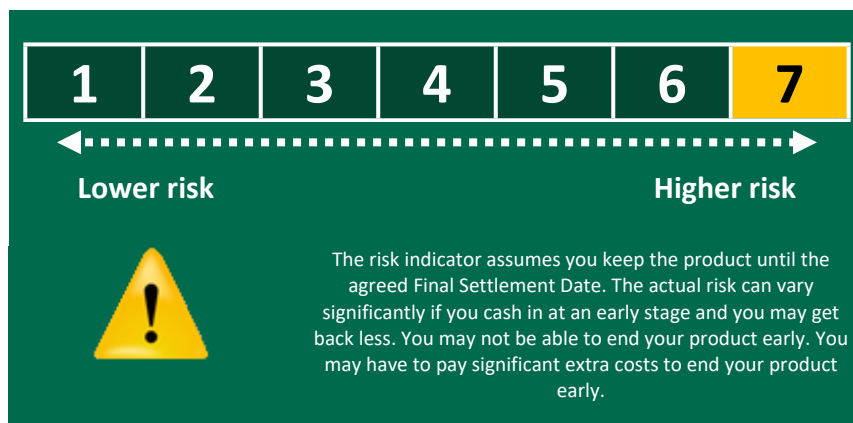 1 2 3 4 5 6 7
Lower risk Higher risk
The risk indicator assumes you keep the product until the
agreed Final Settlement Date. The actual risk can vary
significantly if you cash in at an early stage and you may get
back less. You may not be able to end your product early. You
may have to pay significant extra costs to end your product
early.